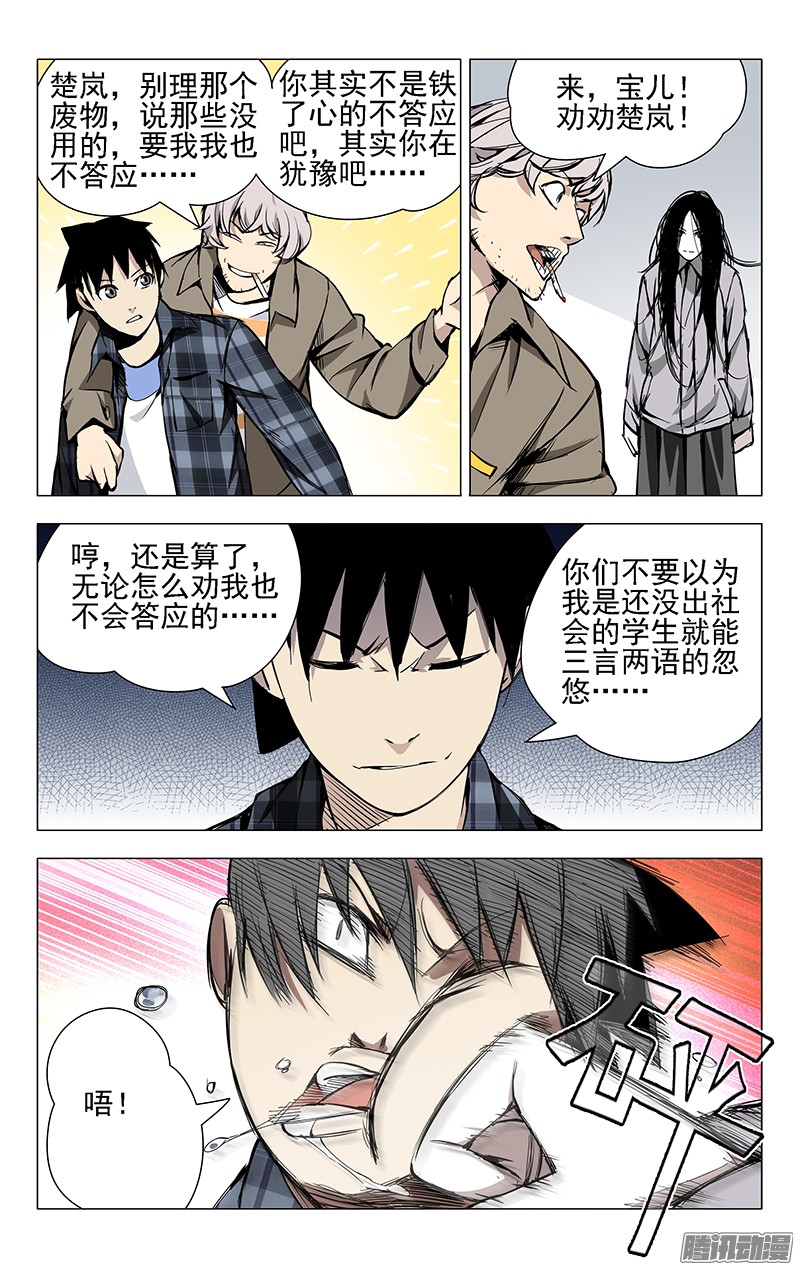 楚岚，别理那个
废物，说那些没
用的，要我我也
不答应……
你其实不是铁
了心的不答应
吧，其实你在
犹豫吧……
来，宝儿！
劝劝楚岚！
哼，还是算了，
无论怎么劝我也
不会答应的……
你们不要以为
我是还没出社
会的学生就能
三言两语的忽
悠……
唔！
砰
腾讯动漫